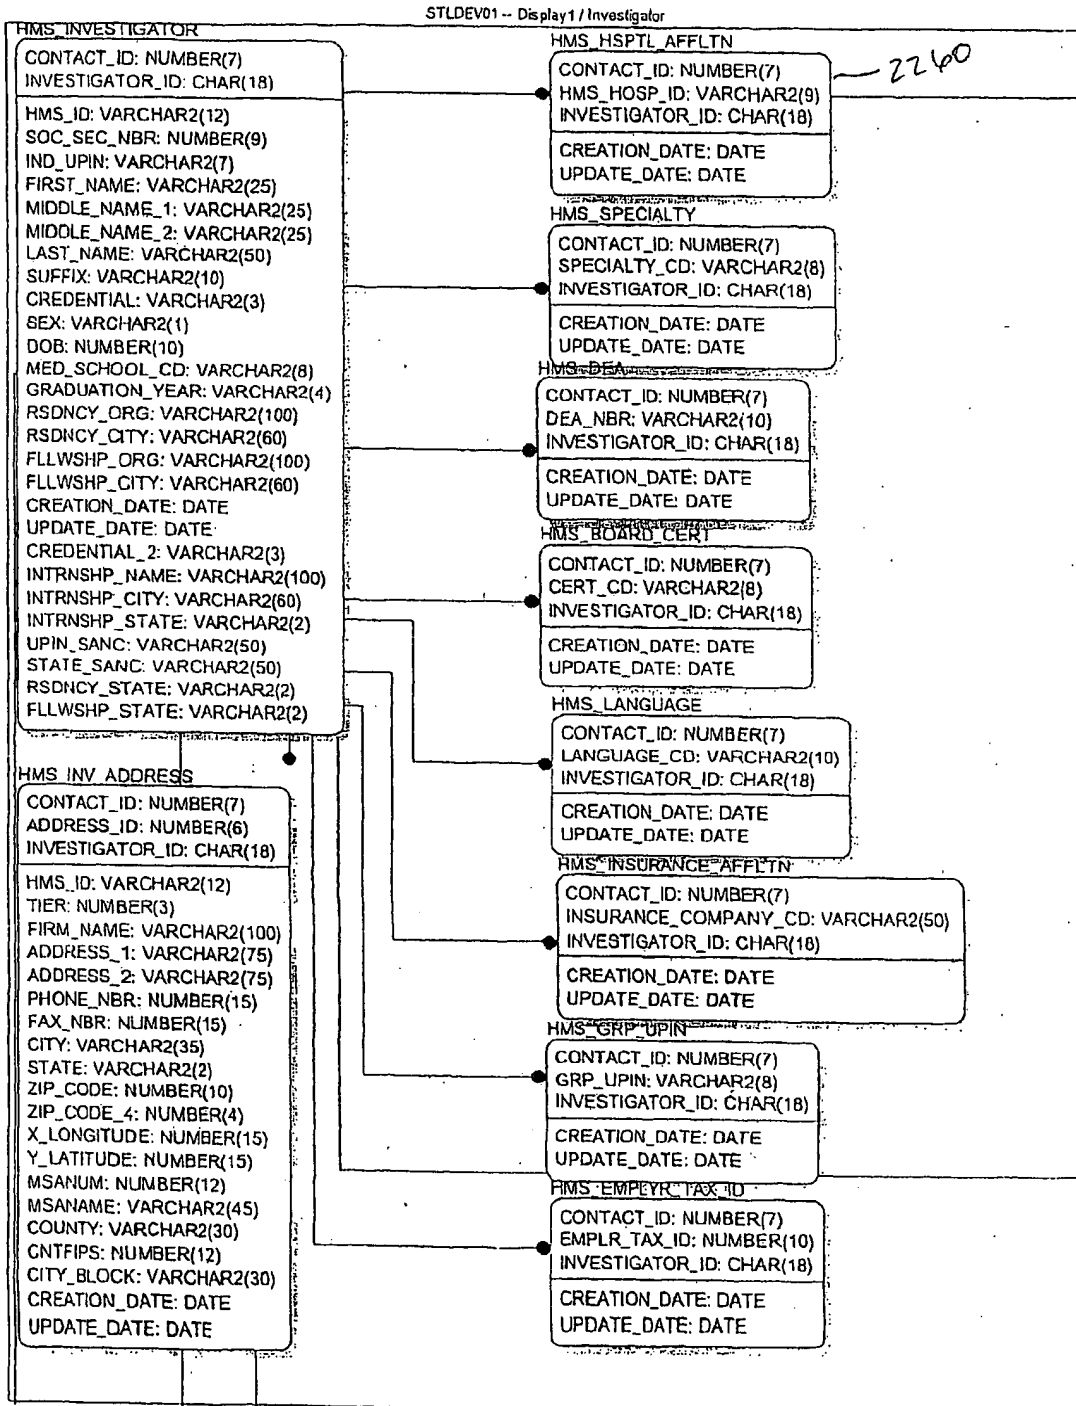 STLDEV01 -- Display1 / Investigator
HMS_INVESTIGATOR
CONTACT_ID: NUMBER(7)
INVESTIGATOR_ID: CHAR(18)
HMS_ID: VARCHAR2(12)
SOC_SEC_NBR: NUMBER(9)
IND_UPIN: VARCHAR2(7)
FIRST_NAME: VARCHAR2(25)
MIDDLE_NAME_1: VARCHAR2(25)
MIDDLE_NAME_2: VARCHAR2(25)
LAST_NAME: VARCHAR2(50)
SUFFIX: VARCHAR2(10)
CREDENTIAL: VARCHAR2(3)
SEX: VARCHAR2(1)
DOB: NUMBER(10)
MED_SCHOOL_CD: VARCHAR2(8)
GRADUATION_YEAR: VARCHAR2(4)
RSDNCY_ORG: VARCHAR2(100)
RSDNCY_CITY: VARCHAR2(60)
FLLWSHP_ORG: VARCHAR2(100)
FLLWSHP_CITY: VARCHAR2(60)
CREATION_DATE: DATE
UPDATE_DATE: DATE
CREDENTIAL_2: VARCHAR2(3)
INTRNSHP_NAME: VARCHAR2(100)
INTRNSHP_CITY: VARCHAR2(60)
INTRNSHP_STATE: VARCHAR2(2)
UPIN_SANC: VARCHAR2(50)
STATE_SANC: VARCHAR2(50)
RSDNCY_STATE: VARCHAR2(2)
FLLWSHP_STATE: VARCHAR2(2)
HMS_INV_ADDRESS
CONTACT_ID: NUMBER(7)
ADDRESS_ID: NUMBER(6)
INVESTIGATOR_ID: CHAR(18)
HMS_ID: VARCHAR2(12)
TIER: NUMBER(3)
FIRM_NAME: VARCHAR2(100)
ADDRESS_1: VARCHAR2(75)
ADDRESS_2: VARCHAR2(75)
PHONE_NBR: NUMBER(15)
FAX_NBR: NUMBER(15)
CITY: VARCHAR2(35)
STATE: VARCHAR2(2)
ZIP_CODE: NUMBER(10)
ZIP_CODE_4: NUMBER(4)
X_LONGITUDE: NUMBER(15)
Y_LATITUDE: NUMBER(15)
MSANUM: NUMBER(12)
MSANAME: VARCHAR2(45)
COUNTY: VARCHAR2(30)
CNTFIPS: NUMBER(12)
CITY_BLOCK: VARCHAR2(30)
CREATION_DATE: DATE
UPDATE_DATE: DATE
HMS_HSPTL_AFFLTN
CONTACT_ID: NUMBER(7)
HMS_HOSP_ID: VARCHAR2(9)
INVESTIGATOR_ID: CHAR(18)
CREATION_DATE: DATE
UPDATE_DATE: DATE
2260
HMS_SPECIALTY
CONTACT_ID: NUMBER(7)
SPECIALTY_CD: VARCHAR2(8)
INVESTIGATOR_ID: CHAR(18)
CREATION_DATE: DATE
UPDATE_DATE: DATE
HMS_DEA
CONTACT_ID: NUMBER(7)
DEA_NBR: VARCHAR2(10)
INVESTIGATOR_ID: CHAR(18)
CREATION_DATE: DATE
UPDATE_DATE: DATE
HMS_BOARD_CERT
CONTACT_ID: NUMBER(7)
CERT_CD: VARCHAR2(8)
INVESTIGATOR_ID: CHAR(18)
CREATION_DATE: DATE
UPDATE_DATE: DATE
HMS_LANGUAGE
CONTACT_ID: NUMBER(7)
LANGUAGE_CD: VARCHAR2(10)
INVESTIGATOR_ID: CHAR(18)
CREATION_DATE: DATE
UPDATE_DATE: DATE
HMS_INSURANCE_AFFLTN
CONTACT_ID: NUMBER(7)
INSURANCE_COMPANY_CD: VARCHAR2(50)
INVESTIGATOR_ID: CHAR(18)
CREATION_DATE: DATE
UPDATE_DATE: DATE
HMS_GRP_UPIN
CONTACT_ID: NUMBER(7)
GRP_UPIN: VARCHAR2(8)
INVESTIGATOR_ID: CHAR(18)
CREATION_DATE: DATE
UPDATE_DATE: DATE
HMS_EMPLYR_TAX_ID
CONTACT_ID: NUMBER(7)
EMPLR_TAX_ID: NUMBER(10)
INVESTIGATOR_ID: CHAR(18)
CREATION_DATE: DATE
UPDATE_DATE: DATE